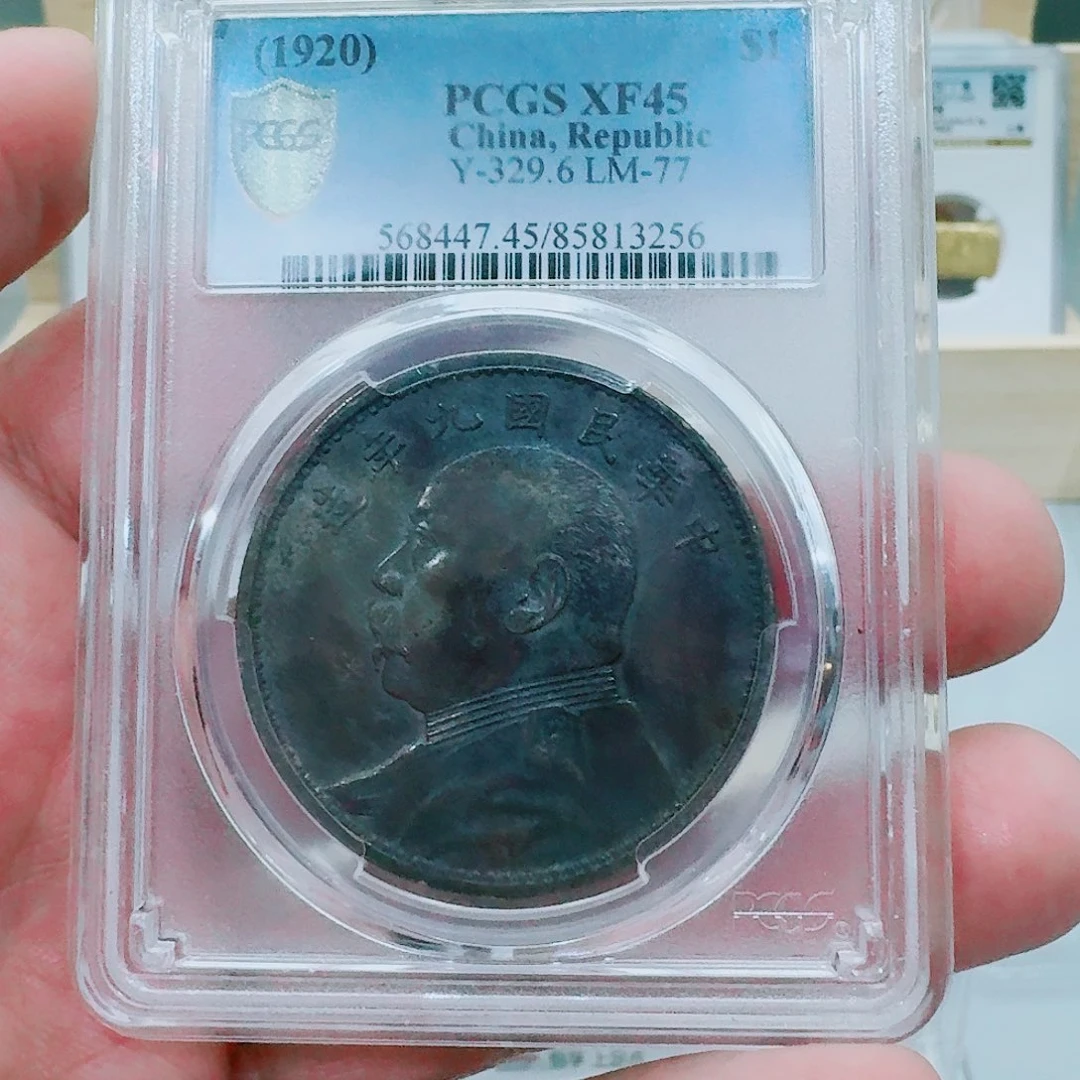 (1920) $1
PCGS XF45
China, Republic
Y-329.6 LM-77
568447.45/85813256
PCGS
造年九國民華中
PCGS